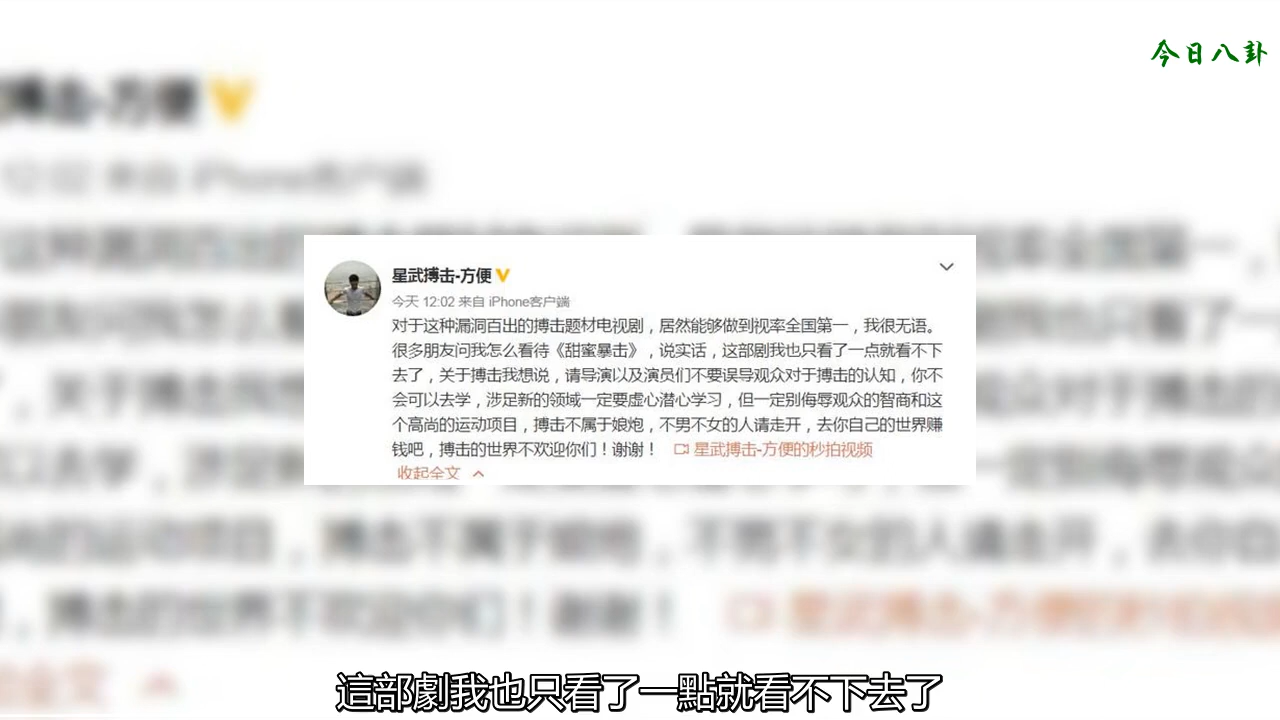 今日八卦
星武搏击-方便
今天 12:02 来自 iPhone客户端
对于这种漏洞百出的搏击题材电视剧，居然能够做到视率全国第一，我很无语。
很多朋友问我怎么看待《甜蜜暴击》，说实话，这部剧我也只看了一点就看不下
去了，关于搏击我想说，请导演以及演员们不要误导观众对于搏击的认知，你不
会可以去学，涉足新的领域一定要虚心潜心学习，但一定别侮辱观众的智商和这
个高尚的运动项目，搏击不属于娘炮，不男不女的人请走开，去你自己的世界赚
钱吧，搏击的世界不欢迎你们！谢谢！ 星武搏击-方便的秒拍视频
收起全文
這部劇我也只看了一點就看不下去了